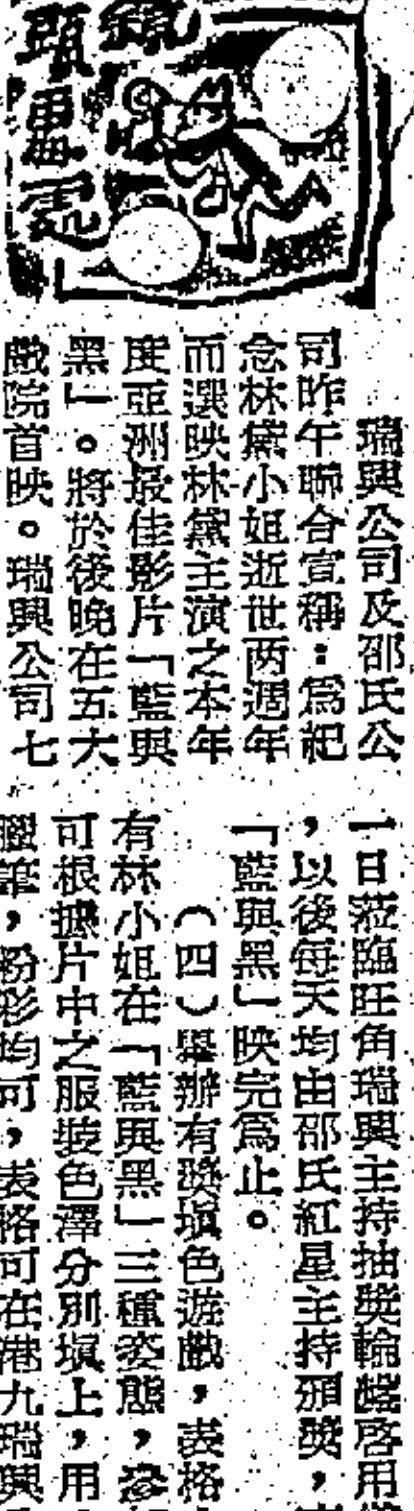 瑞興公司及邵氏公
司昨午聯合宣稱：爲紀
念林黛小姐逝世两週年
而選映林黛主演之本年
度亞洲最佳影片「藍與
黑」。將於後晚在五大
戲院首映。瑞興公司七
一日蒞臨旺角瑞興主持抽獎輪盤啓用
，以後每天均由邵氏紅星主持頒獎，
「藍與黑」映完爲止。
（四）舉辦有獎塡色遊戲，表格
有林小姐在「藍與黑」三種姿態，
可根據片中之服裝色澤分別塡上，用
臘筆，粉彩均可，表格可在港九瑞興